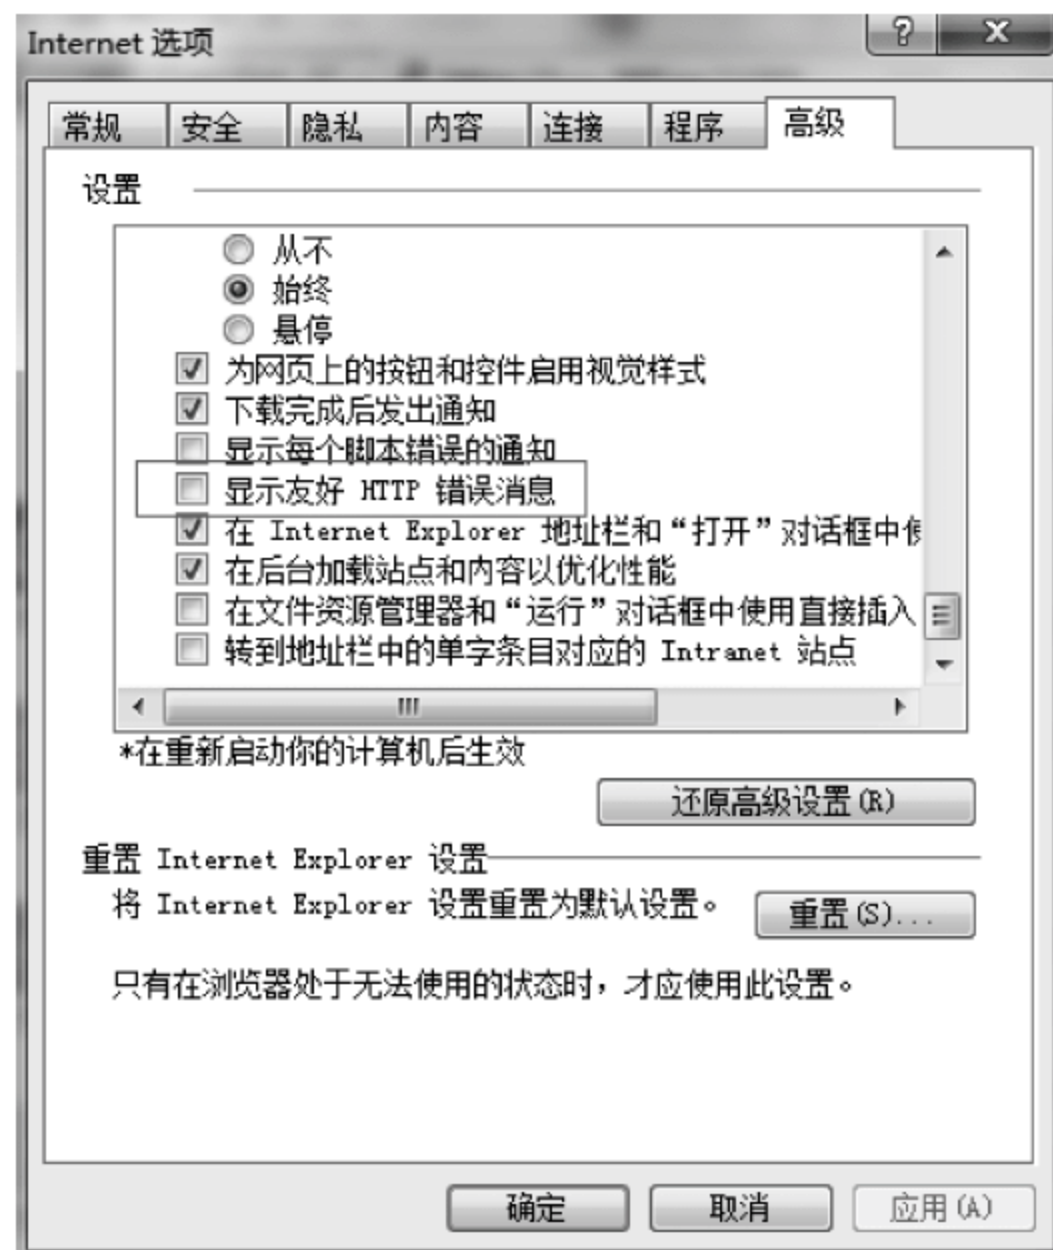 Internet 选项
常规 安全 隐私 内容 连接 程序 高级
设置
从不
始终
悬停
为网页上的按钮和控件启用视觉样式
下载完成后发出通知
显示每个脚本错误的通知
显示友好 HTTP 错误消息
在 Internet Explorer 地址栏和“打开”对话框中使
在后台加载站点和内容以优化性能
在文件资源管理器和“运行”对话框中使用直接插入
转到地址栏中的单字条目对应的 Intranet 站点
*在重新启动你的计算机后生效
还原高级设置(R)
重置 Internet Explorer 设置
将 Internet Explorer 设置重置为默认设置。
重置(S)...
只有在浏览器处于无法使用的状态时，才应使用此设置。
确定 取消 应用(A)